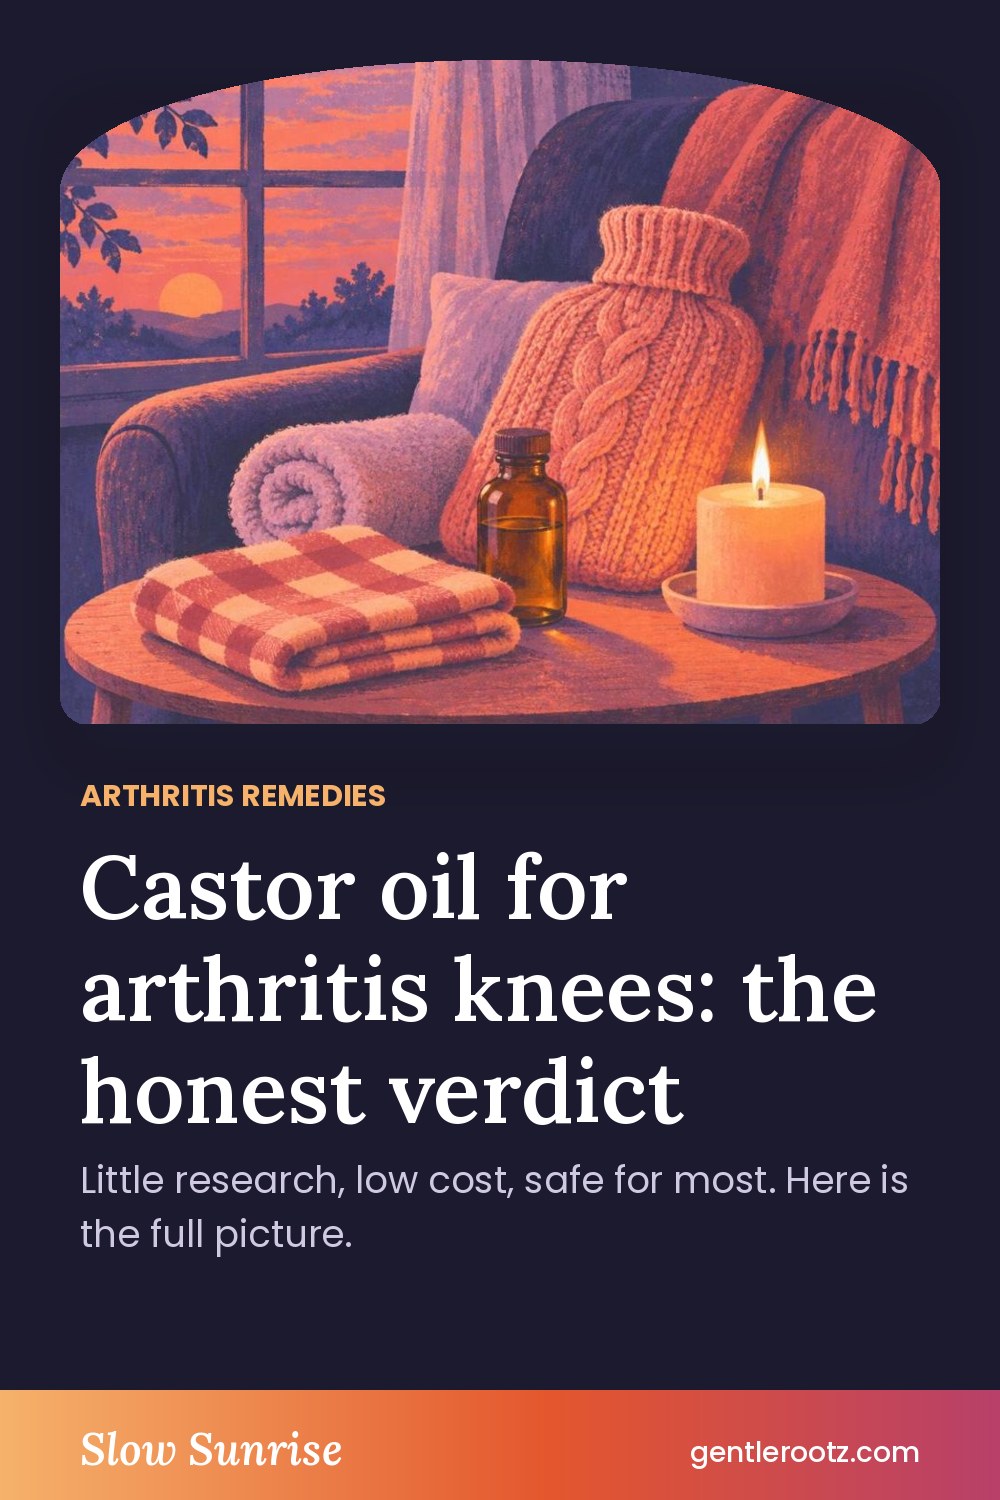 ARTHRITIS REMEDIES
Castor oil for
arthritis knees: the
honest verdict
Little research, low cost, safe for most. Here is
the full picture.
Slow Sunrise
gentlerootz.com